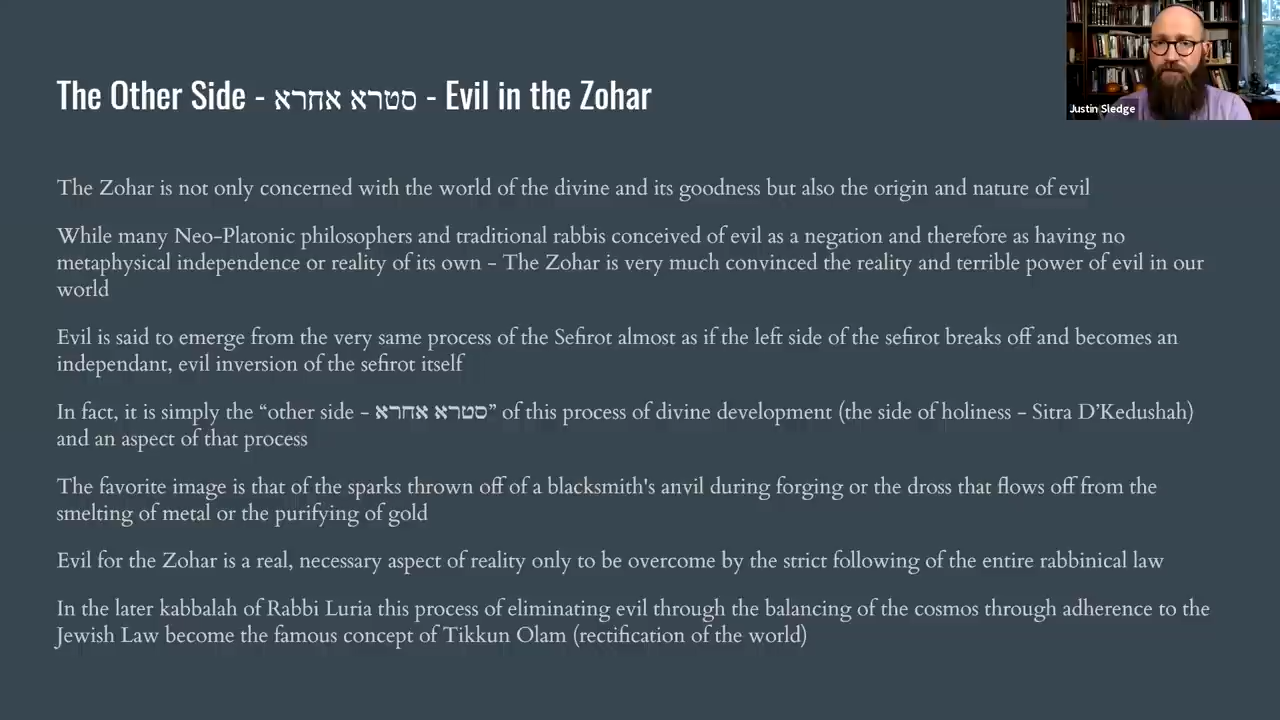 The Other Side - סטרא אחרא - Evil in the Zohar
Justin Sledge
The Zohar is not only concerned with the world of the divine and its goodness but also the origin and nature of evil
While many Neo-Platonic philosophers and traditional rabbis conceived of evil as a negation and therefore as having no
metaphysical independence or reality of its own - The Zohar is very much convinced the reality and terrible power of evil in our
world
Evil is said to emerge from the very same process of the Sefirot almost as if the left side of the sefirot breaks off and becomes an
independant, evil inversion of the sefirot itself
In fact, it is simply the “other side - סטרא אחרא” of this process of divine development (the side of holiness - Sitra D’Kedushah)
and an aspect of that process
The favorite image is that of the sparks thrown off of a blacksmith's anvil during forging or the dross that flows off from the
smelting of metal or the purifying of gold
Evil for the Zohar is a real, necessary aspect of reality only to be overcome by the strict following of the entire rabbinical law
In the later kabbalah of Rabbi Luria this process of eliminating evil through the balancing of the cosmos through adherence to the
Jewish Law become the famous concept of Tikkun Olam (rectification of the world)